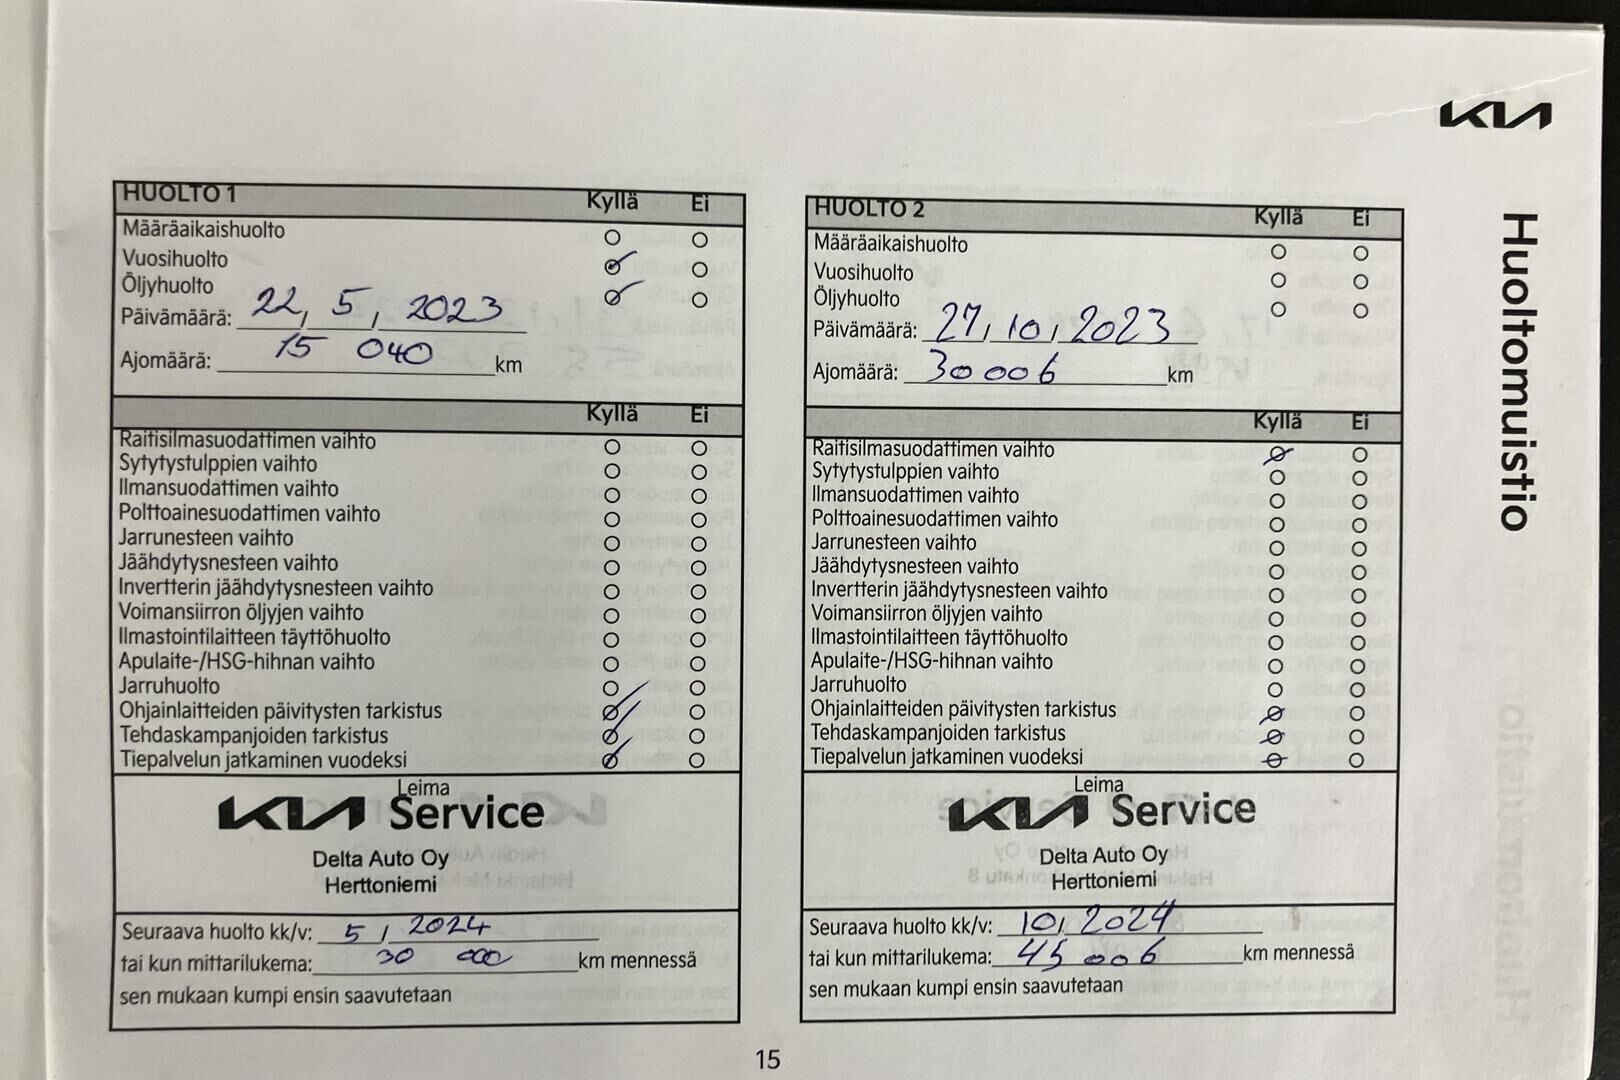 KIA
Huoltomuistio
HUOLTO 1 Kyllä Ei
Määräaikaishuolto
Vuosihuolto
Öljyhuolto
Päivämäärä: 22, 5, 2023
Ajomäärä: 15 040 km
Kyllä Ei
Raitisilmasuodattimen vaihto
Sytytystulppien vaihto
Ilmansuodattimen vaihto
Polttoainesuodattimen vaihto
Jarrunesteen vaihto
Jäähdytysnesteen vaihto
Invertterin jäähdytysnesteen vaihto
Voimansiirron öljyjen vaihto
Ilmastointilaitteen täyttöhuolto
Apulaite-/HSG-hihnan vaihto
Jarruhuolto
Ohjainlaitteiden päivitysten tarkistus
Tehdaskampanjoiden tarkistus
Tiepalvelun jatkaminen vuodeksi
Leima
KIA Service
Delta Auto Oy
Herttoniemi
Seuraava huolto kk/v: 5 / 2024
tai kun mittarilukema: 30 000 km mennessä
sen mukaan kumpi ensin saavutetaan
HUOLTO 2 Kyllä Ei
Määräaikaishuolto
Vuosihuolto
Öljyhuolto
Päivämäärä: 27, 10, 2023
Ajomäärä: 30 006 km
Kyllä Ei
Raitisilmasuodattimen vaihto
Sytytystulppien vaihto
Ilmansuodattimen vaihto
Polttoainesuodattimen vaihto
Jarrunesteen vaihto
Jäähdytysnesteen vaihto
Invertterin jäähdytysnesteen vaihto
Voimansiirron öljyjen vaihto
Ilmastointilaitteen täyttöhuolto
Apulaite-/HSG-hihnan vaihto
Jarruhuolto
Ohjainlaitteiden päivitysten tarkistus
Tehdaskampanjoiden tarkistus
Tiepalvelun jatkaminen vuodeksi
Leima
KIA Service
Delta Auto Oy
Herttoniemi
Seuraava huolto kk/v: 10, 2024
tai kun mittarilukema: 45 006 km mennessä
sen mukaan kumpi ensin saavutetaan
15